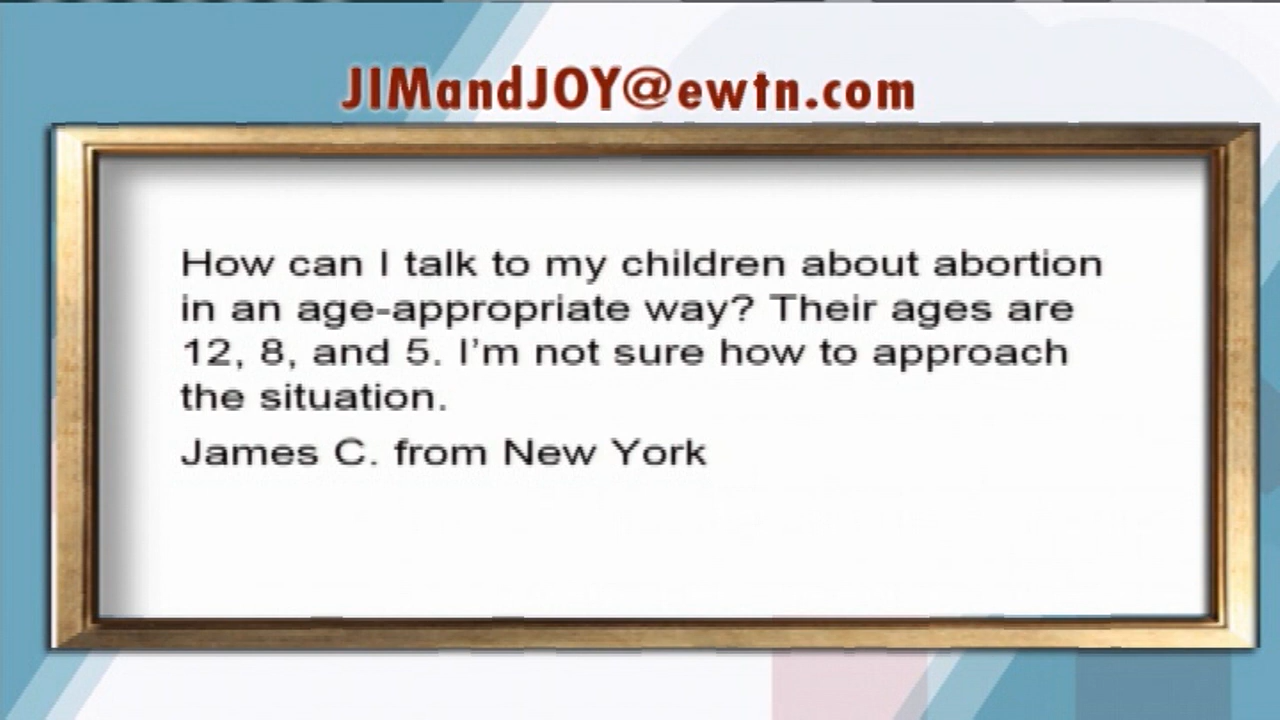 JIMandJOY@ewtn.com
How can I talk to my children about abortion
in an age-appropriate way? Their ages are
12, 8, and 5. I'm not sure how to approach
the situation.
James C. from New York